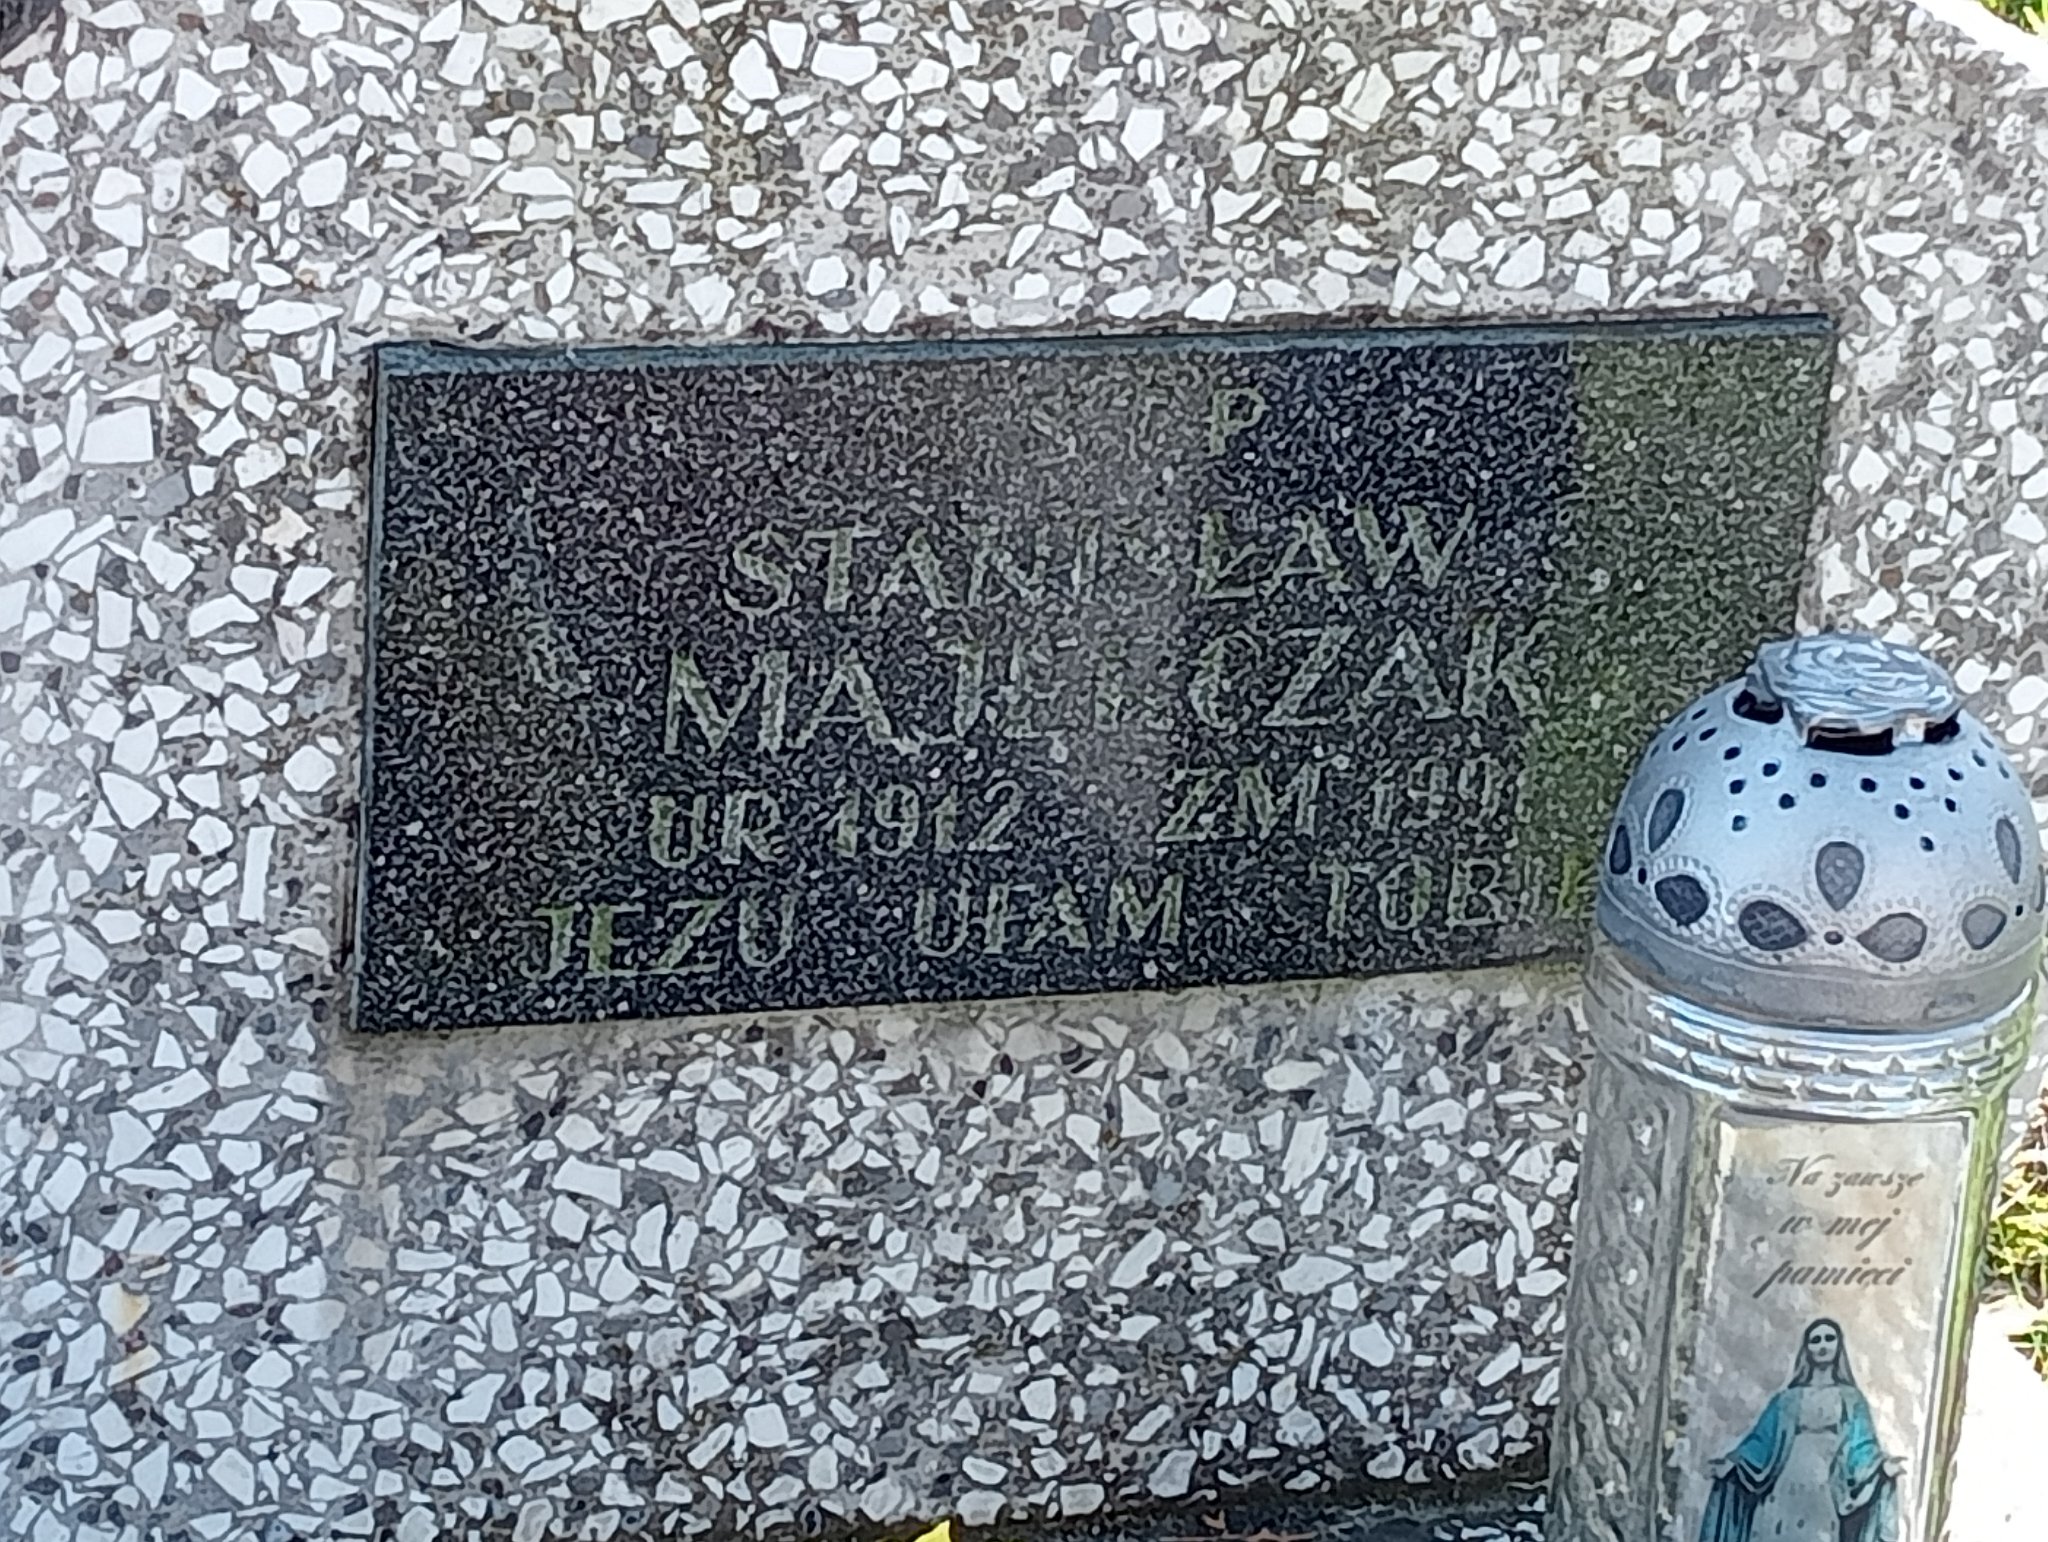 P
STANISŁAW
UR 1912 ZM
JEZU UFAM TOBIE
Na zawsze
w mej
pamięci